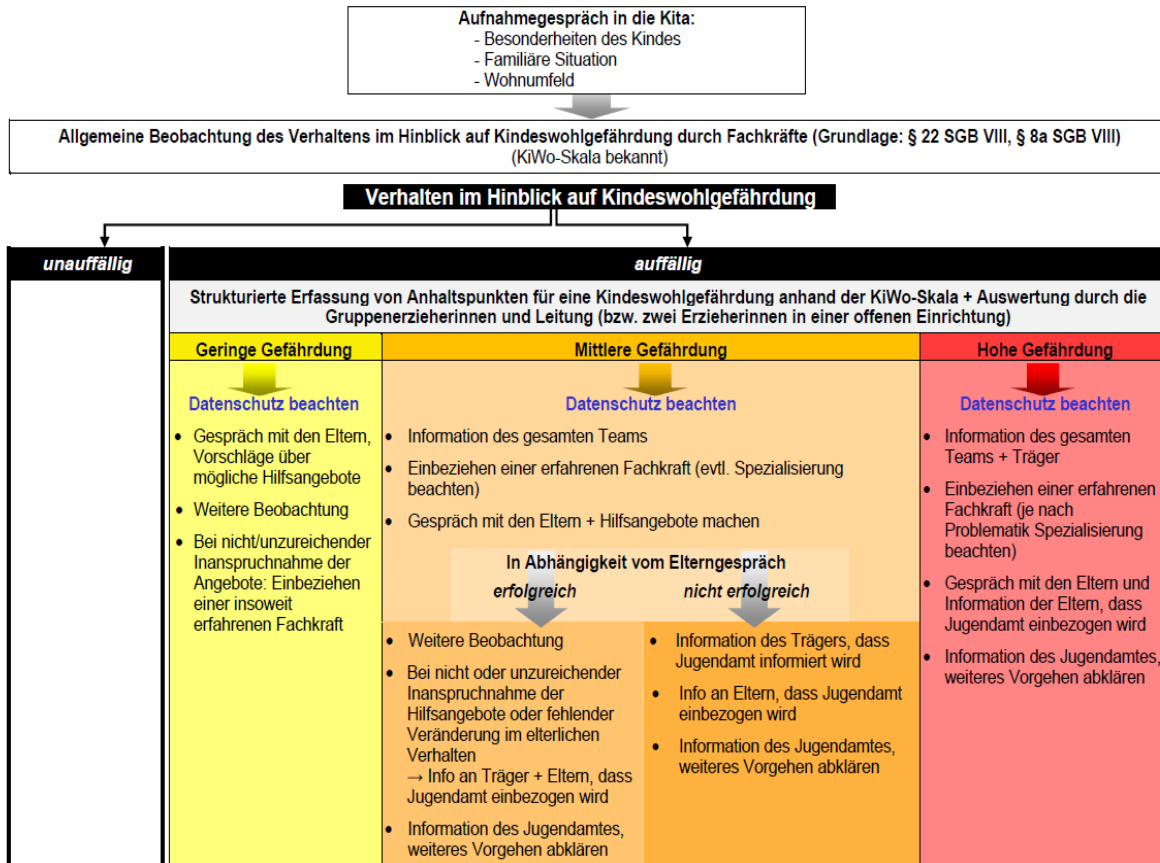 Aufnahmegespräch in die Kita:
- Besonderheiten des Kindes
- Familiäre Situation
- Wohnumfeld
Allgemeine Beobachtung des Verhaltens im Hinblick auf Kindeswohlgefährdung durch Fachkräfte (Grundlage: § 22 SGB VIII, § 8a SGB VIII)
(KiWo-Skala bekannt)
Verhalten im Hinblick auf Kindeswohlgefährdung
unauffällig
auffällig
Strukturierte Erfassung von Anhaltspunkten für eine Kindeswohlgefährdung anhand der KiWo-Skala + Auswertung durch die
Gruppenerzieherinnen und Leitung (bzw. zwei Erzieherinnen in einer offenen Einrichtung)
Geringe Gefährdung
Datenschutz beachten
• Gespräch mit den Eltern,
Vorschläge über
mögliche Hilfsangebote
• Weitere Beobachtung
• Bei nicht/unzureichender
Inanspruchnahme der
Angebote: Einbeziehen
einer insoweit
erfahrenen Fachkraft
Mittlere Gefährdung
Datenschutz beachten
• Information des gesamten Teams
• Einbeziehen einer erfahrenen Fachkraft (evtl. Spezialisierung
beachten)
• Gespräch mit den Eltern + Hilfsangebote machen
In Abhängigkeit vom Elterngespräch
erfolgreich
nicht erfolgreich
• Weitere Beobachtung
• Bei nicht oder unzureichender
Inanspruchnahme der
Hilfsangebote oder fehlender
Veränderung im elterlichen
Verhalten
→ Info an Träger + Eltern, dass
Jugendamt einbezogen wird
• Information des Jugendamtes,
weiteres Vorgehen abklären
• Information des Trägers, dass
Jugendamt informiert wird
• Info an Eltern, dass Jugendamt
einbezogen wird
• Information des Jugendamtes,
weiteres Vorgehen abklären
Hohe Gefährdung
Datenschutz beachten
• Information des gesamten
Teams + Träger
• Einbeziehen einer erfahrenen
Fachkraft (je nach
Problematik Spezialisierung
beachten)
• Gespräch mit den Eltern und
Information der Eltern, dass
Jugendamt einbezogen wird
• Information des Jugendamtes,
weiteres Vorgehen abklären